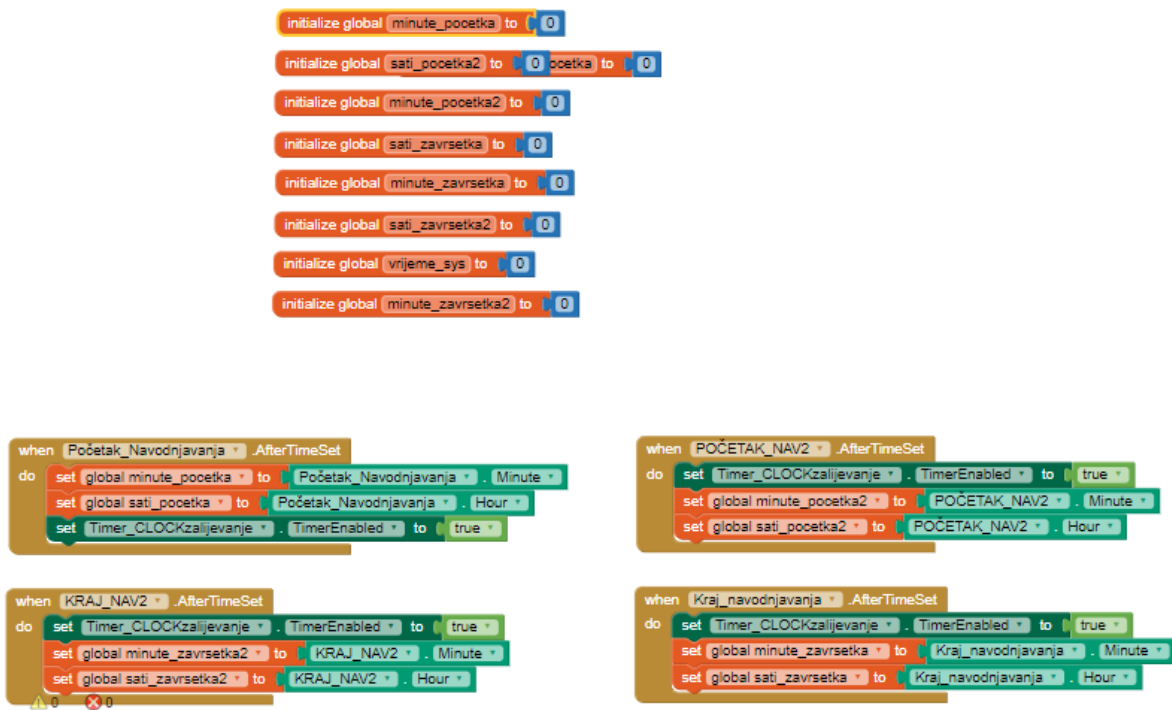 initialize global minute_pocetka to 0
initialize global sati_pocetka2 to 0 ocetka to 0
initialize global minute_pocetka2 to 0
initialize global sati_zavrsetka to 0
initialize global minute_zavrsetka to 0
initialize global sati_zavrsetka2 to 0
initialize global vrijeme_sys to 0
initialize global minute_zavrsetka2 to 0
when Početak_Navodnjavanja .AfterTimeSet
do set global minute_pocetka to Početak_Navodnjavanja . Minute
set global sati_pocetka to Početak_Navodnjavanja . Hour
set Timer_CLOCKzalijevanje . TimerEnabled to true
when POČETAK_NAV2 .AfterTimeSet
do set Timer_CLOCKzalijevanje . TimerEnabled to true
set global minute_pocetka2 to POČETAK_NAV2 . Minute
set global sati_pocetka2 to POČETAK_NAV2 . Hour
when KRAJ_NAV2 .AfterTimeSet
do set Timer_CLOCKzalijevanje . TimerEnabled to true
set global minute_zavrsetka2 to KRAJ_NAV2 . Minute
set global sati_zavrsetka2 to KRAJ_NAV2 . Hour
0 0
when Kraj_navodnjavanja .AfterTimeSet
do set Timer_CLOCKzalijevanje . TimerEnabled to true
set global minute_zavrsetka to Kraj_navodnjavanja . Minute
set global sati_zavrsetka to Kraj_navodnjavanja . Hour